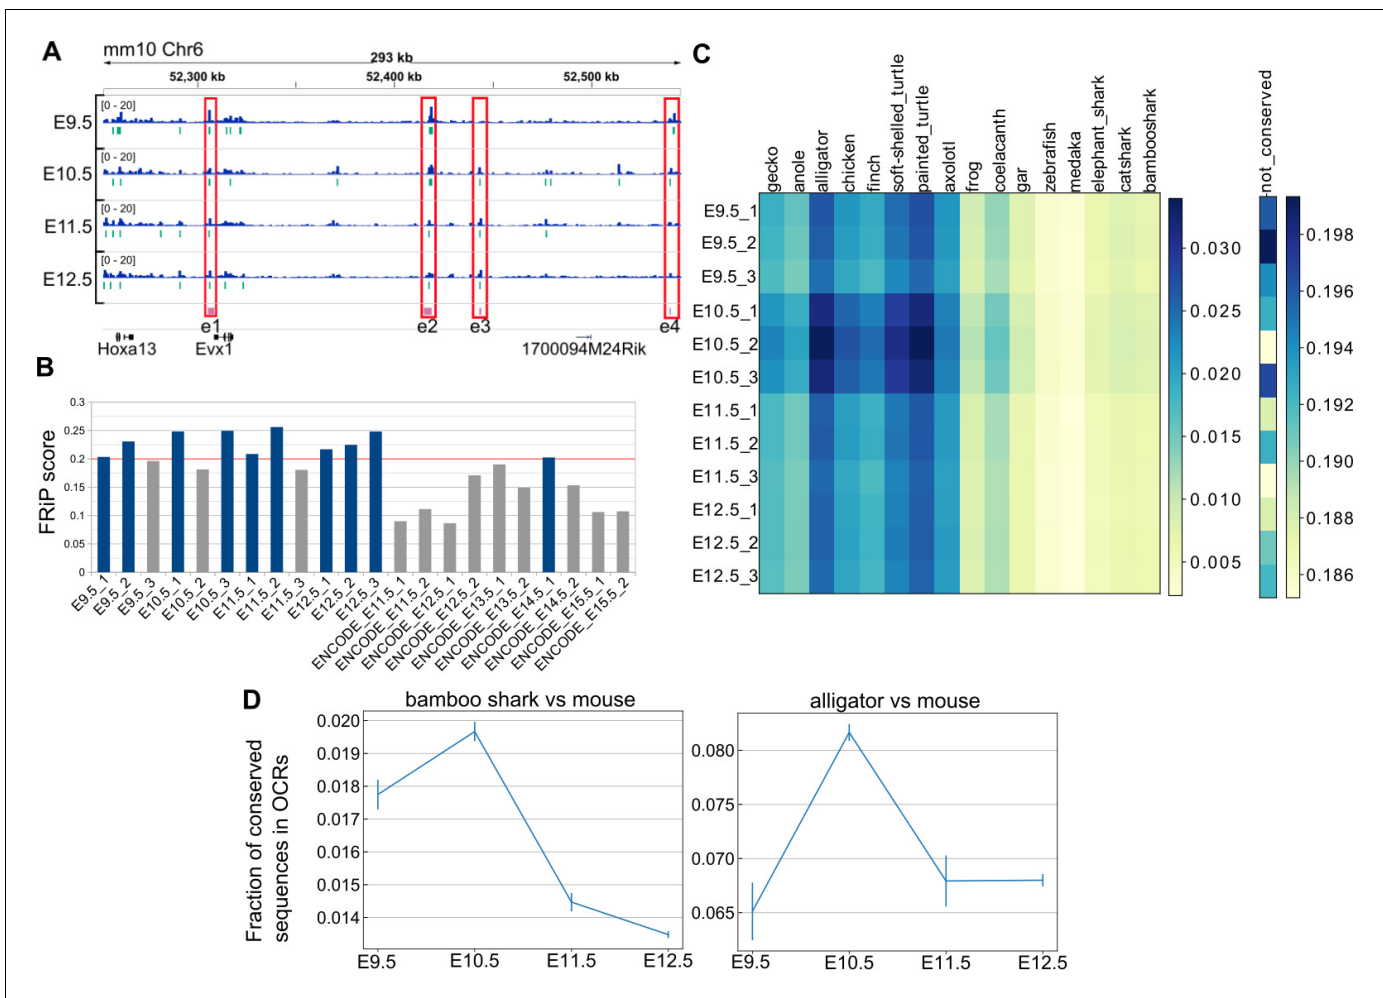 A
mm10 Chr6
293 kb
52,300 kb
52,400 kb
52,500 kb
E9.5
[0 - 20]
E10.5
[0 - 20]
E11.5
[0 - 20]
E12.5
[0 - 20]
e1
e2
e3
e4
Hoxa13
Evx1
1700094M24Rik
B
FRiP score
0.3
0.25
0.2
0.15
0.1
0.05
0
E9.5_1
E9.5_2
E9.5_3
E10.5_1
E10.5_2
E10.5_3
E11.5_1
E11.5_2
E11.5_3
E12.5_1
E12.5_2
E12.5_3
ENCODE_E11.5_1
ENCODE_E11.5_2
ENCODE_E12.5_1
ENCODE_E12.5_2
ENCODE_E13.5_1
ENCODE_E13.5_2
ENCODE_E14.5_1
ENCODE_E14.5_2
ENCODE_E15.5_1
ENCODE_E15.5_2
C
gecko
anole
alligator
chicken
finch
soft-shelled_turtle
painted_turtle
axolotl
frog
coelacanth
gar
zebrafish
medaka
elephant_shark
catshark
bambooshark
not_conserved
E9.5_1
E9.5_2
E9.5_3
E10.5_1
E10.5_2
E10.5_3
E11.5_1
E11.5_2
E11.5_3
E12.5_1
E12.5_2
E12.5_3
0.030
0.025
0.020
0.015
0.010
0.005
0.198
0.196
0.194
0.192
0.190
0.188
0.186
D
Fraction of conserved
sequences in OCRs
bamboo shark vs mouse
0.020
0.019
0.018
0.017
0.016
0.015
0.014
E9.5
E10.5
E11.5
E12.5
alligator vs mouse
0.080
0.075
0.070
0.065
E9.5
E10.5
E11.5
E12.5